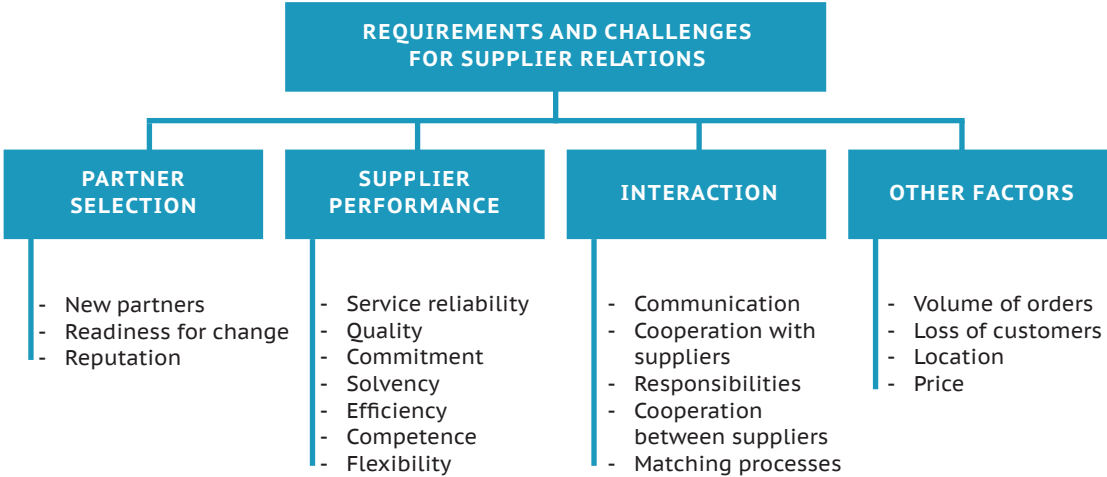 REQUIREMENTS AND CHALLENGES
FOR SUPPLIER RELATIONS
PARTNER
SELECTION
- New partners
- Readiness for change
- Reputation
SUPPLIER
PERFORMANCE
- Service reliability
- Quality
- Commitment
- Solvency
- Efficiency
- Competence
- Flexibility
INTERACTION
- Communication
- Cooperation with
suppliers
- Responsibilities
- Cooperation
between suppliers
- Matching processes
OTHER FACTORS
- Volume of orders
- Loss of customers
- Location
- Price